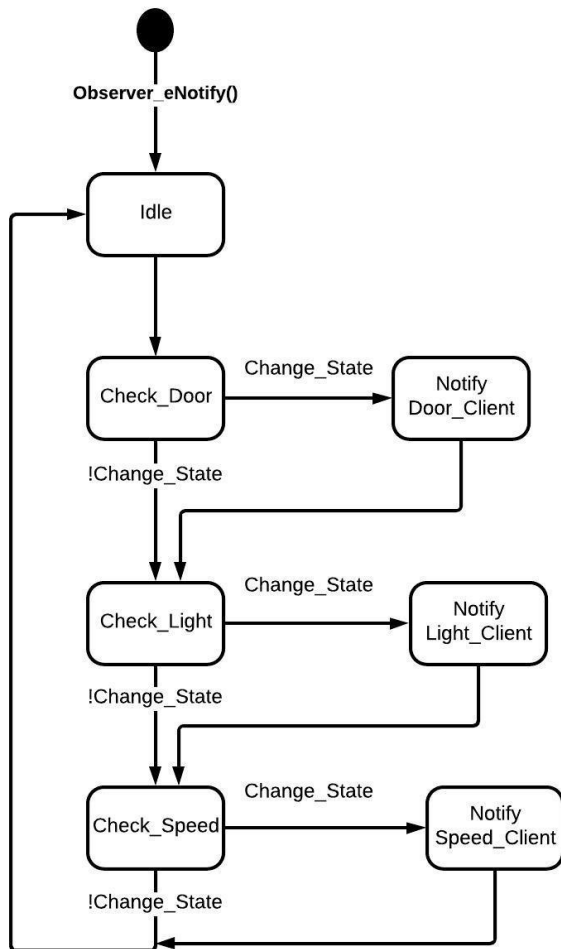 Observer_eNotify()
Idle
Change_State
Check_Door
Notify
Door_Client
!Change_State
Change_State
Check_Light
Notify
Light_Client
!Change_State
Change_State
Check_Speed
Notify
Speed_Client
!Change_State